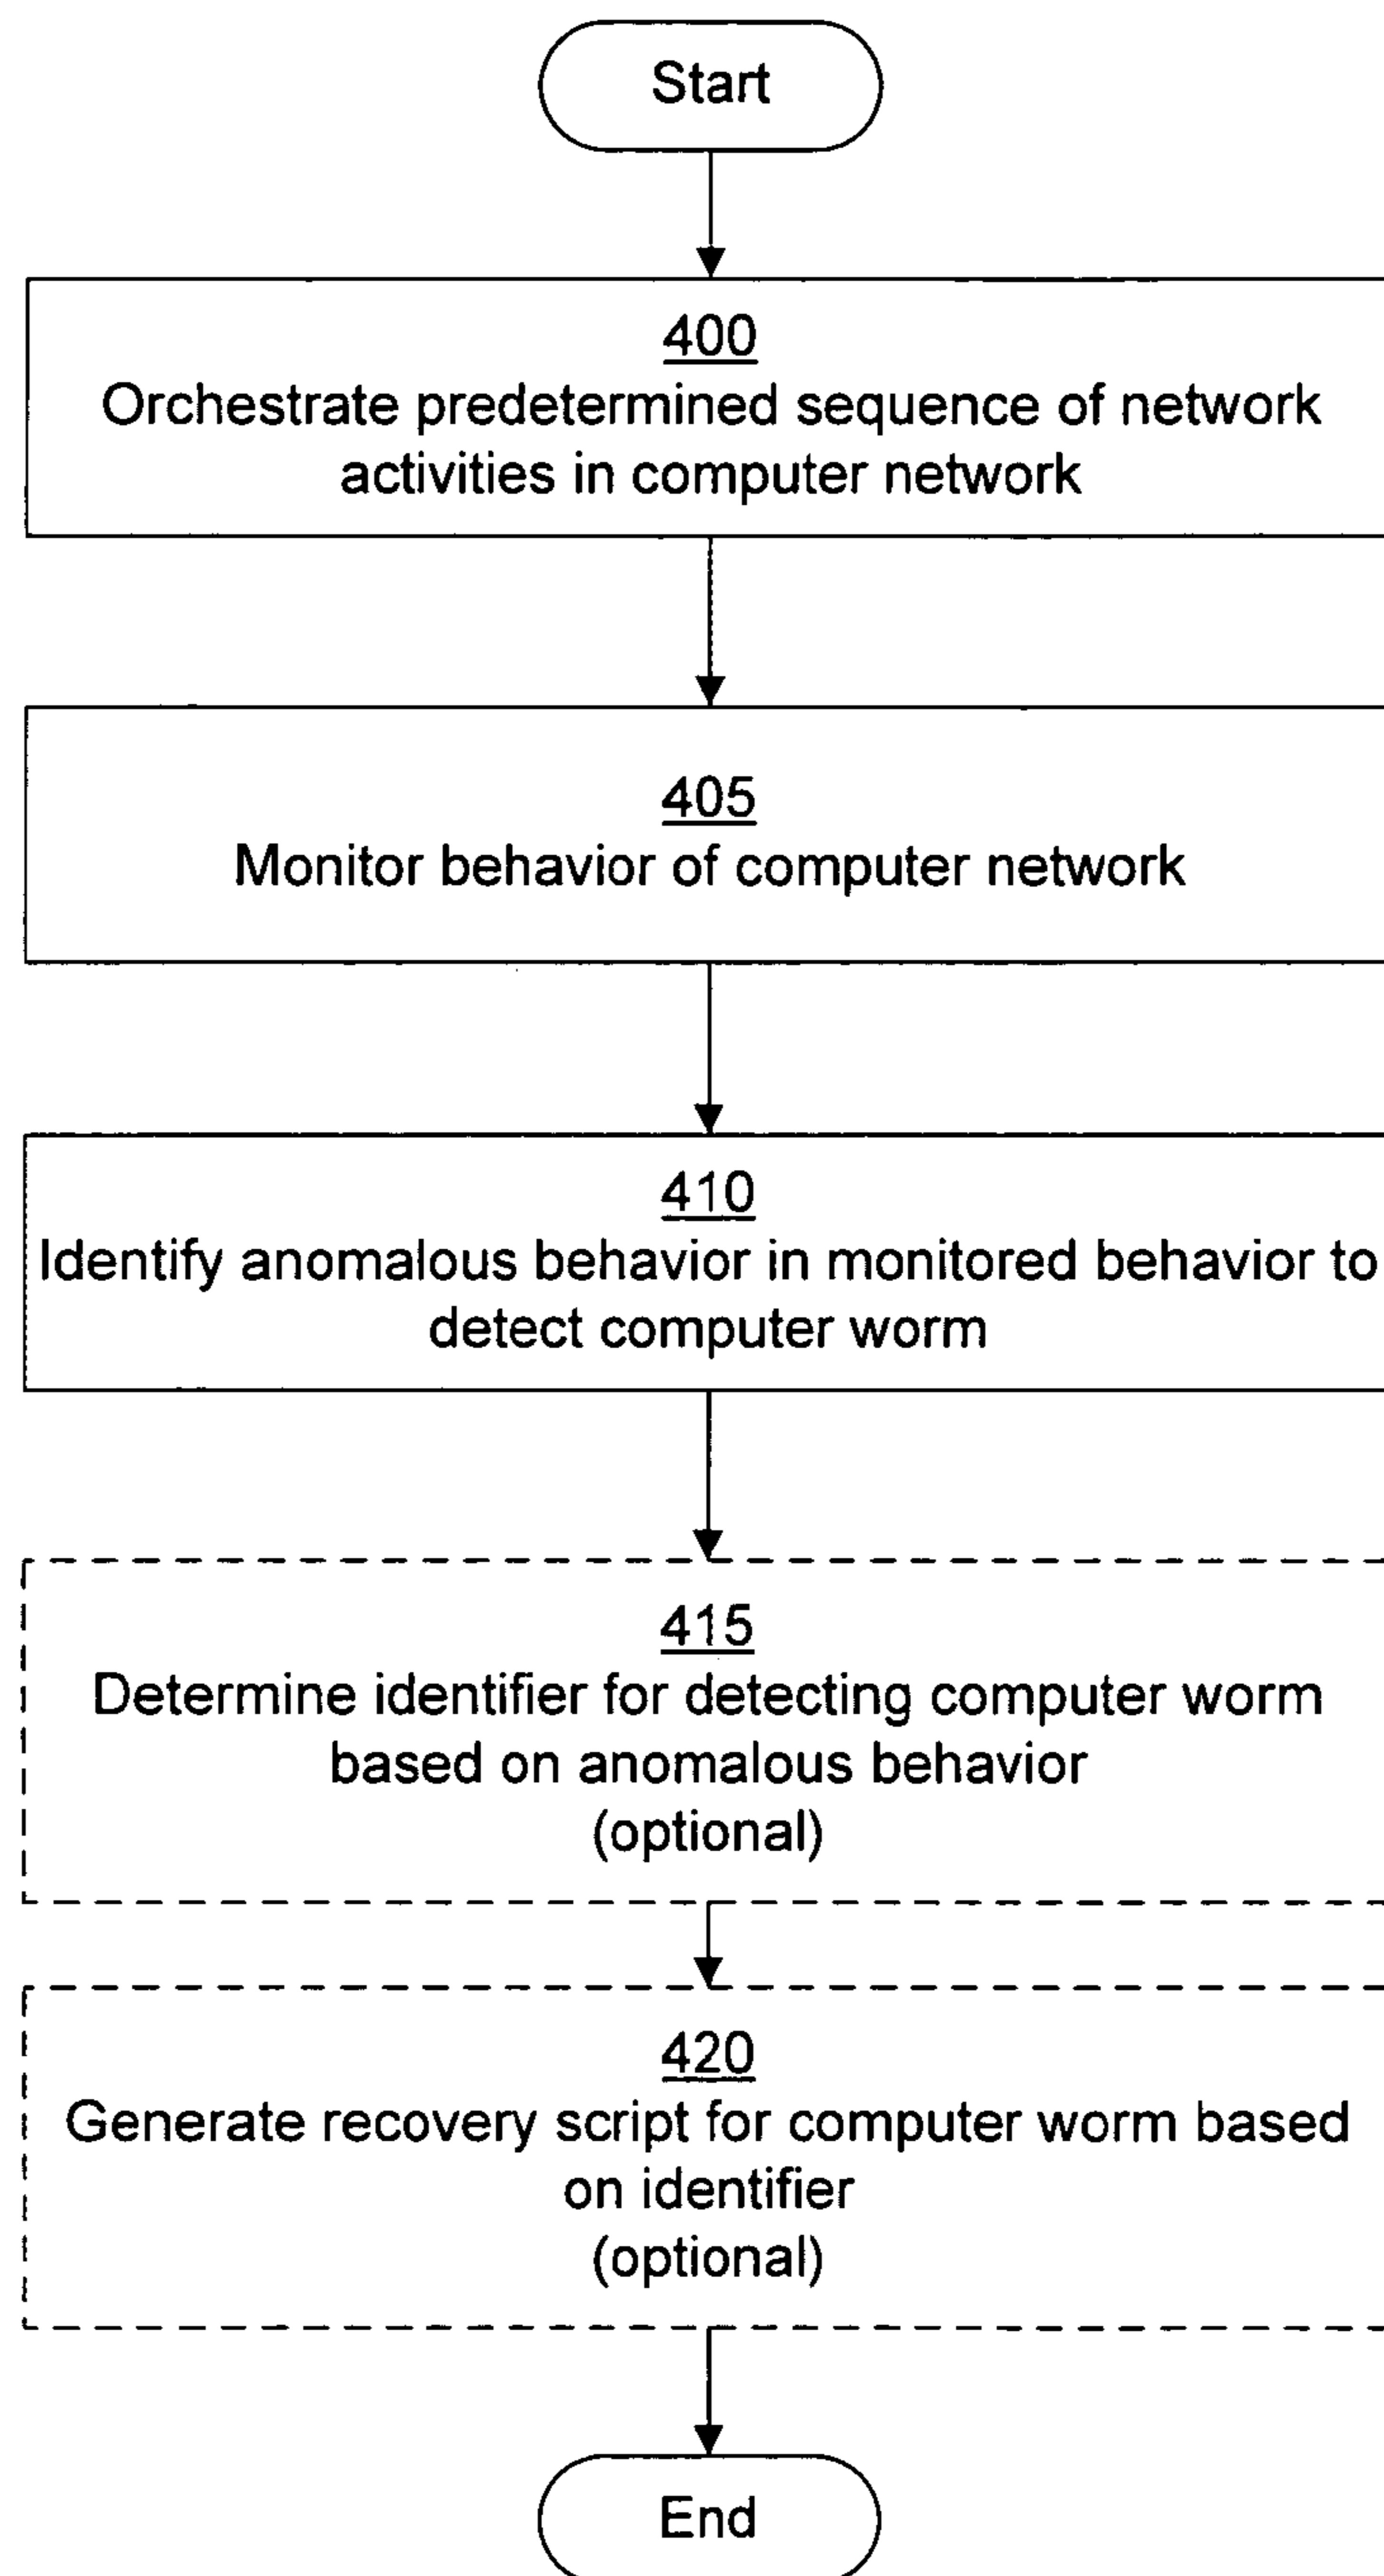 Start
400
Orchestrate predetermined sequence of network
activities in computer network
405
Monitor behavior of computer network
410
Identify anomalous behavior in monitored behavior to
detect computer worm
415
Determine identifier for detecting computer worm
based on anomalous behavior
(optional)
420
Generate recovery script for computer worm based
on identifier
(optional)
End